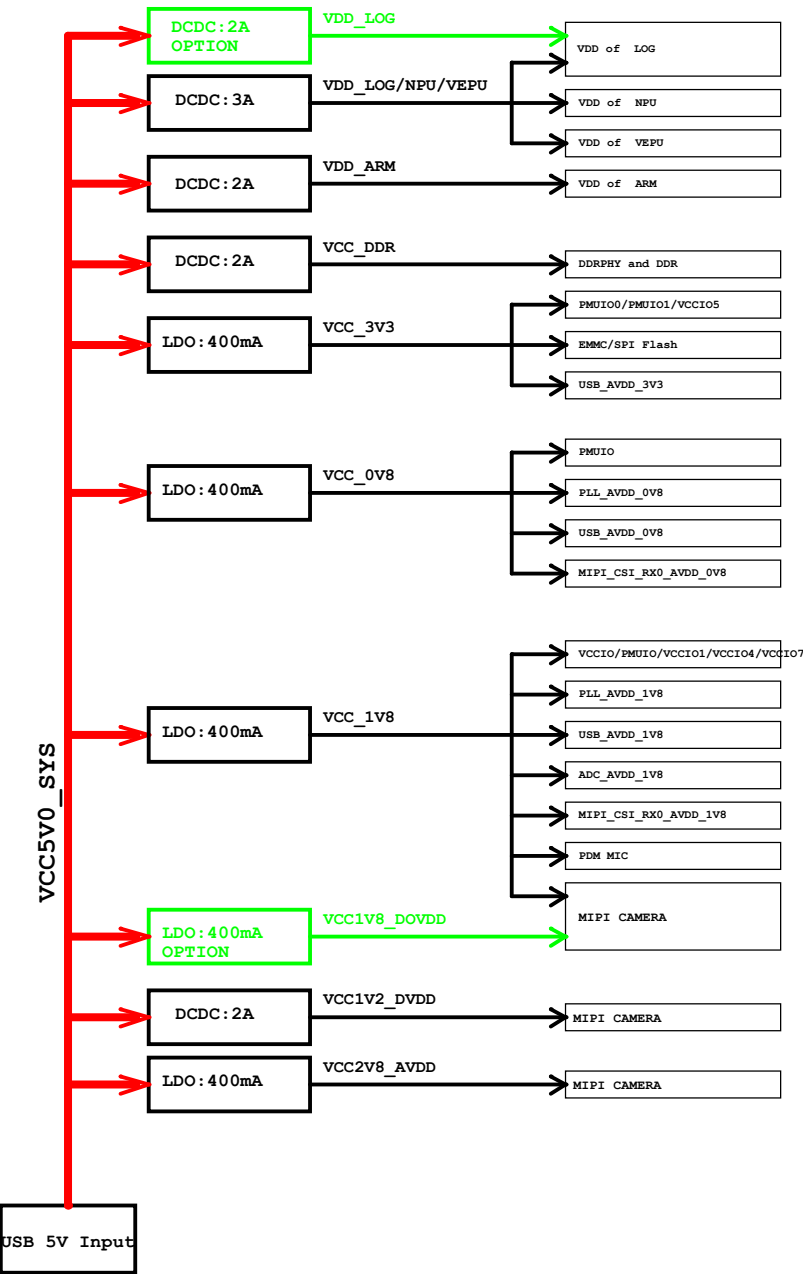 DCDC:2A
OPTION
VDD_LOG
VDD of  LOG
DCDC:3A
VDD_LOG/NPU/VEPU
VDD of  NPU
VDD of  VEPU
DCDC:2A
VDD_ARM
VDD of  ARM
DCDC:2A
VCC_DDR
DDRPHY and DDR
LDO:400mA
VCC_3V3
PMUIO0/PMUIO1/VCCIO5
EMMC/SPI Flash
USB_AVDD_3V3
LDO:400mA
VCC_0V8
PMUIO
PLL_AVDD_0V8
USB_AVDD_0V8
MIPI_CSI_RX0_AVDD_0V8
LDO:400mA
VCC_1V8
VCCIO/PMUIO/VCCIO1/VCCIO4/VCCIO7
PLL_AVDD_1V8
USB_AVDD_1V8
ADC_AVDD_1V8
MIPI_CSI_RX0_AVDD_1V8
PDM MIC
MIPI CAMERA
VCC5V0_SYS
LDO:400mA
OPTION
VCC1V8_DOVDD
DCDC:2A
VCC1V2_DVDD
MIPI CAMERA
LDO:400mA
VCC2V8_AVDD
MIPI CAMERA
USB 5V Input